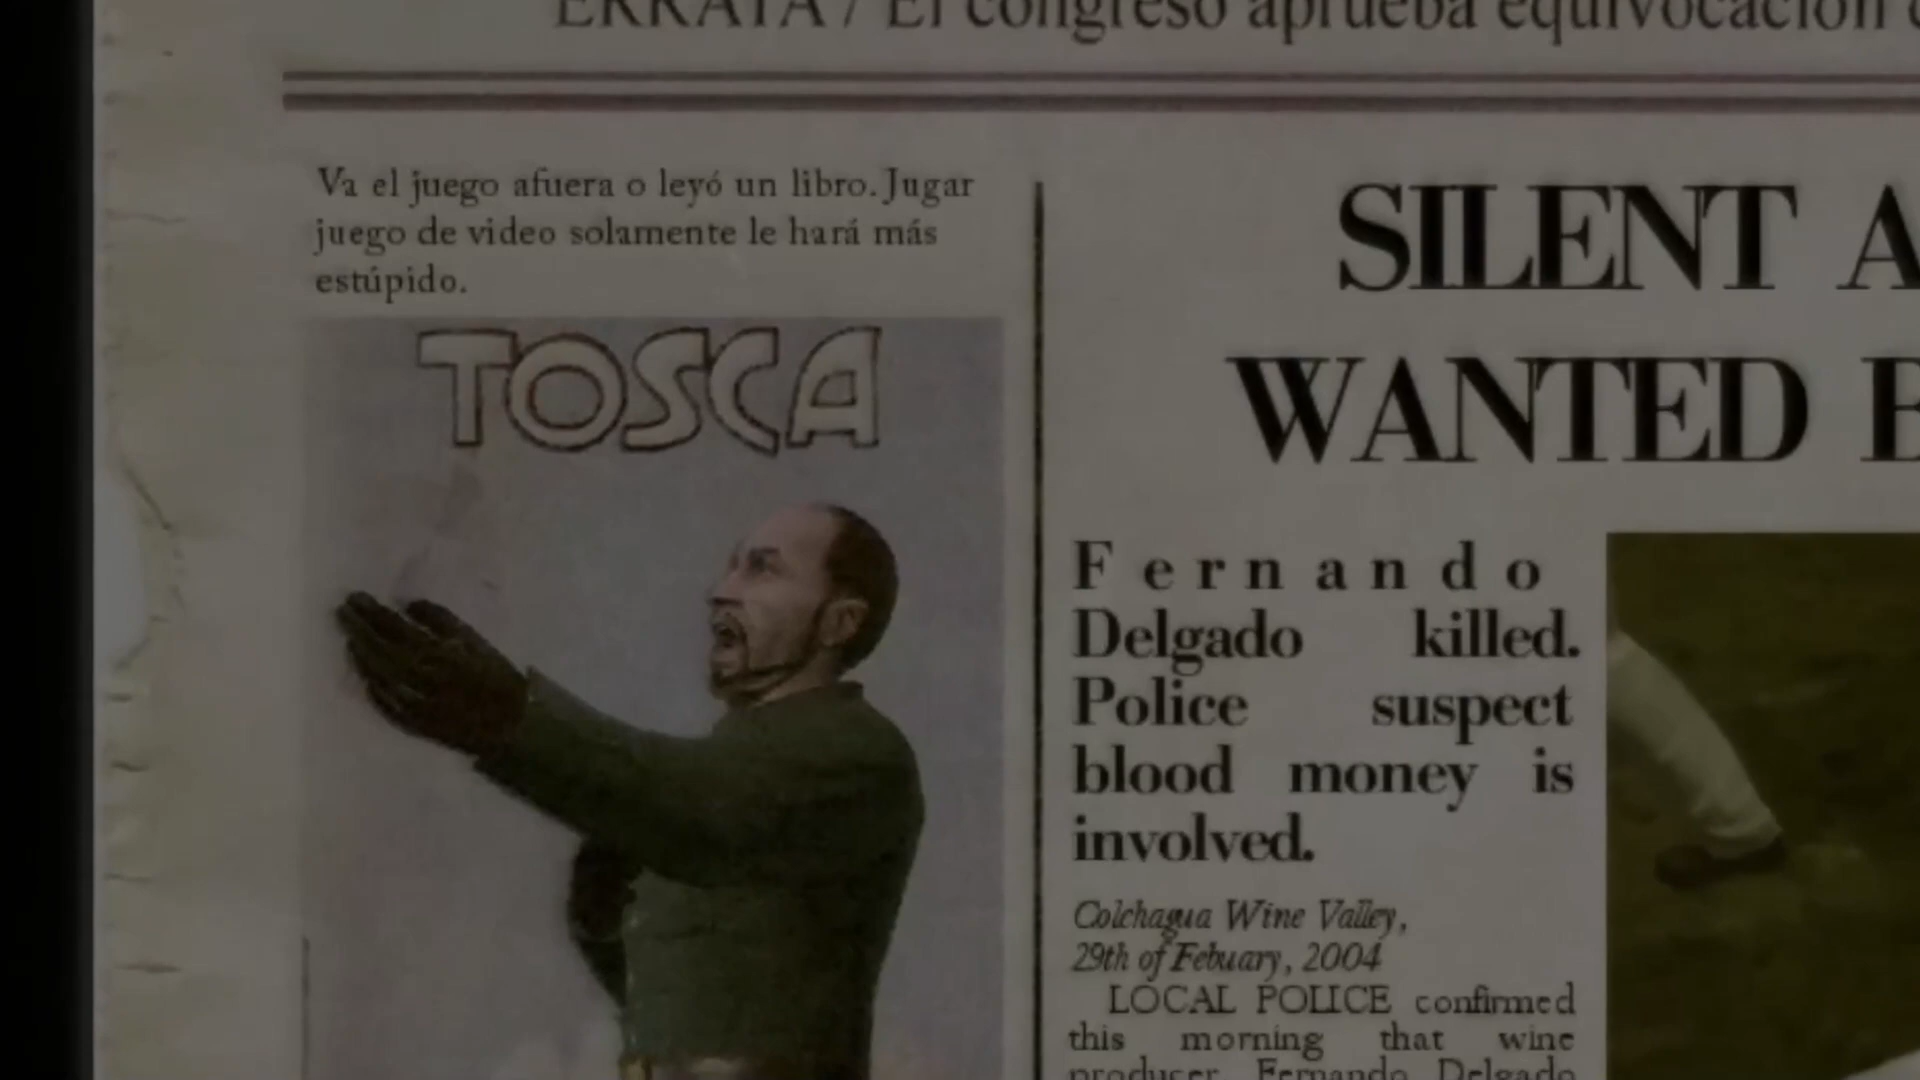 ERRATA / El congreso aprueba equivocación
Va el juego afuera o leyó un libro. Jugar
juego de video solamente le hará más
estúpido.
TOSCA
SILENT
WANTED
Fernando
Delgado killed.
Police suspect
blood money is
involved.
Colchagua Wine Valley,
29th of Febuary, 2004
LOCAL POLICE confirmed
this morning that wine
producer Fernando Delgado